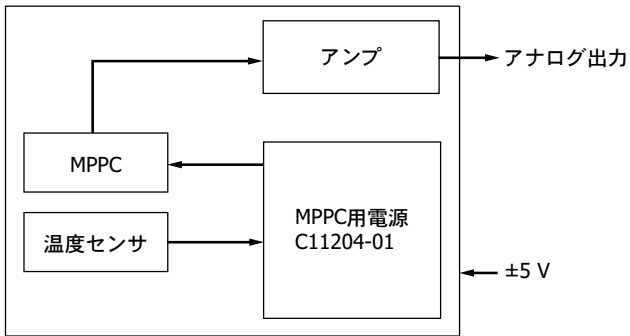 アンプ
アナログ出力
MPPC
MPPC用電源
C11204-01
温度センサ
±5 V